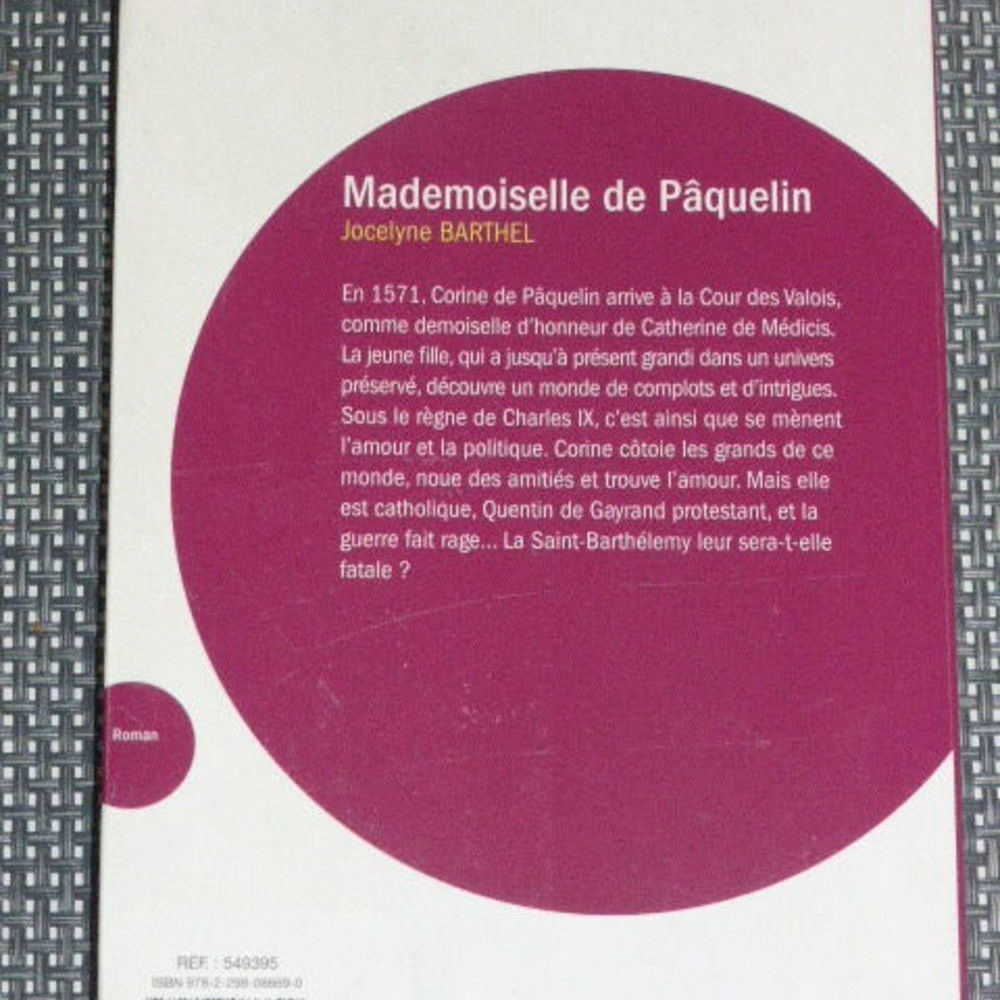 Mademoiselle de Pâquelin
Jocelyne BARTHEL
En 1571, Corine de Pâquelin arrive à la Cour des Valois,
comme demoiselle d'honneur de Catherine de Médicis.
La jeune fille, qui a jusqu'à présent grandi dans un univers
préservé, découvre un monde de complots et d'intrigues.
Sous le règne de Charles IX, c'est ainsi que se mènent
l'amour et la politique. Corine côtoie les grands de ce
monde, noue des amitiés et trouve l'amour. Mais elle
est catholique, Quentin de Gayrand protestant, et la
guerre fait rage... La Saint-Barthélemy leur sera-t-elle
fatale ?
Roman
REF. : 549395
ISBN